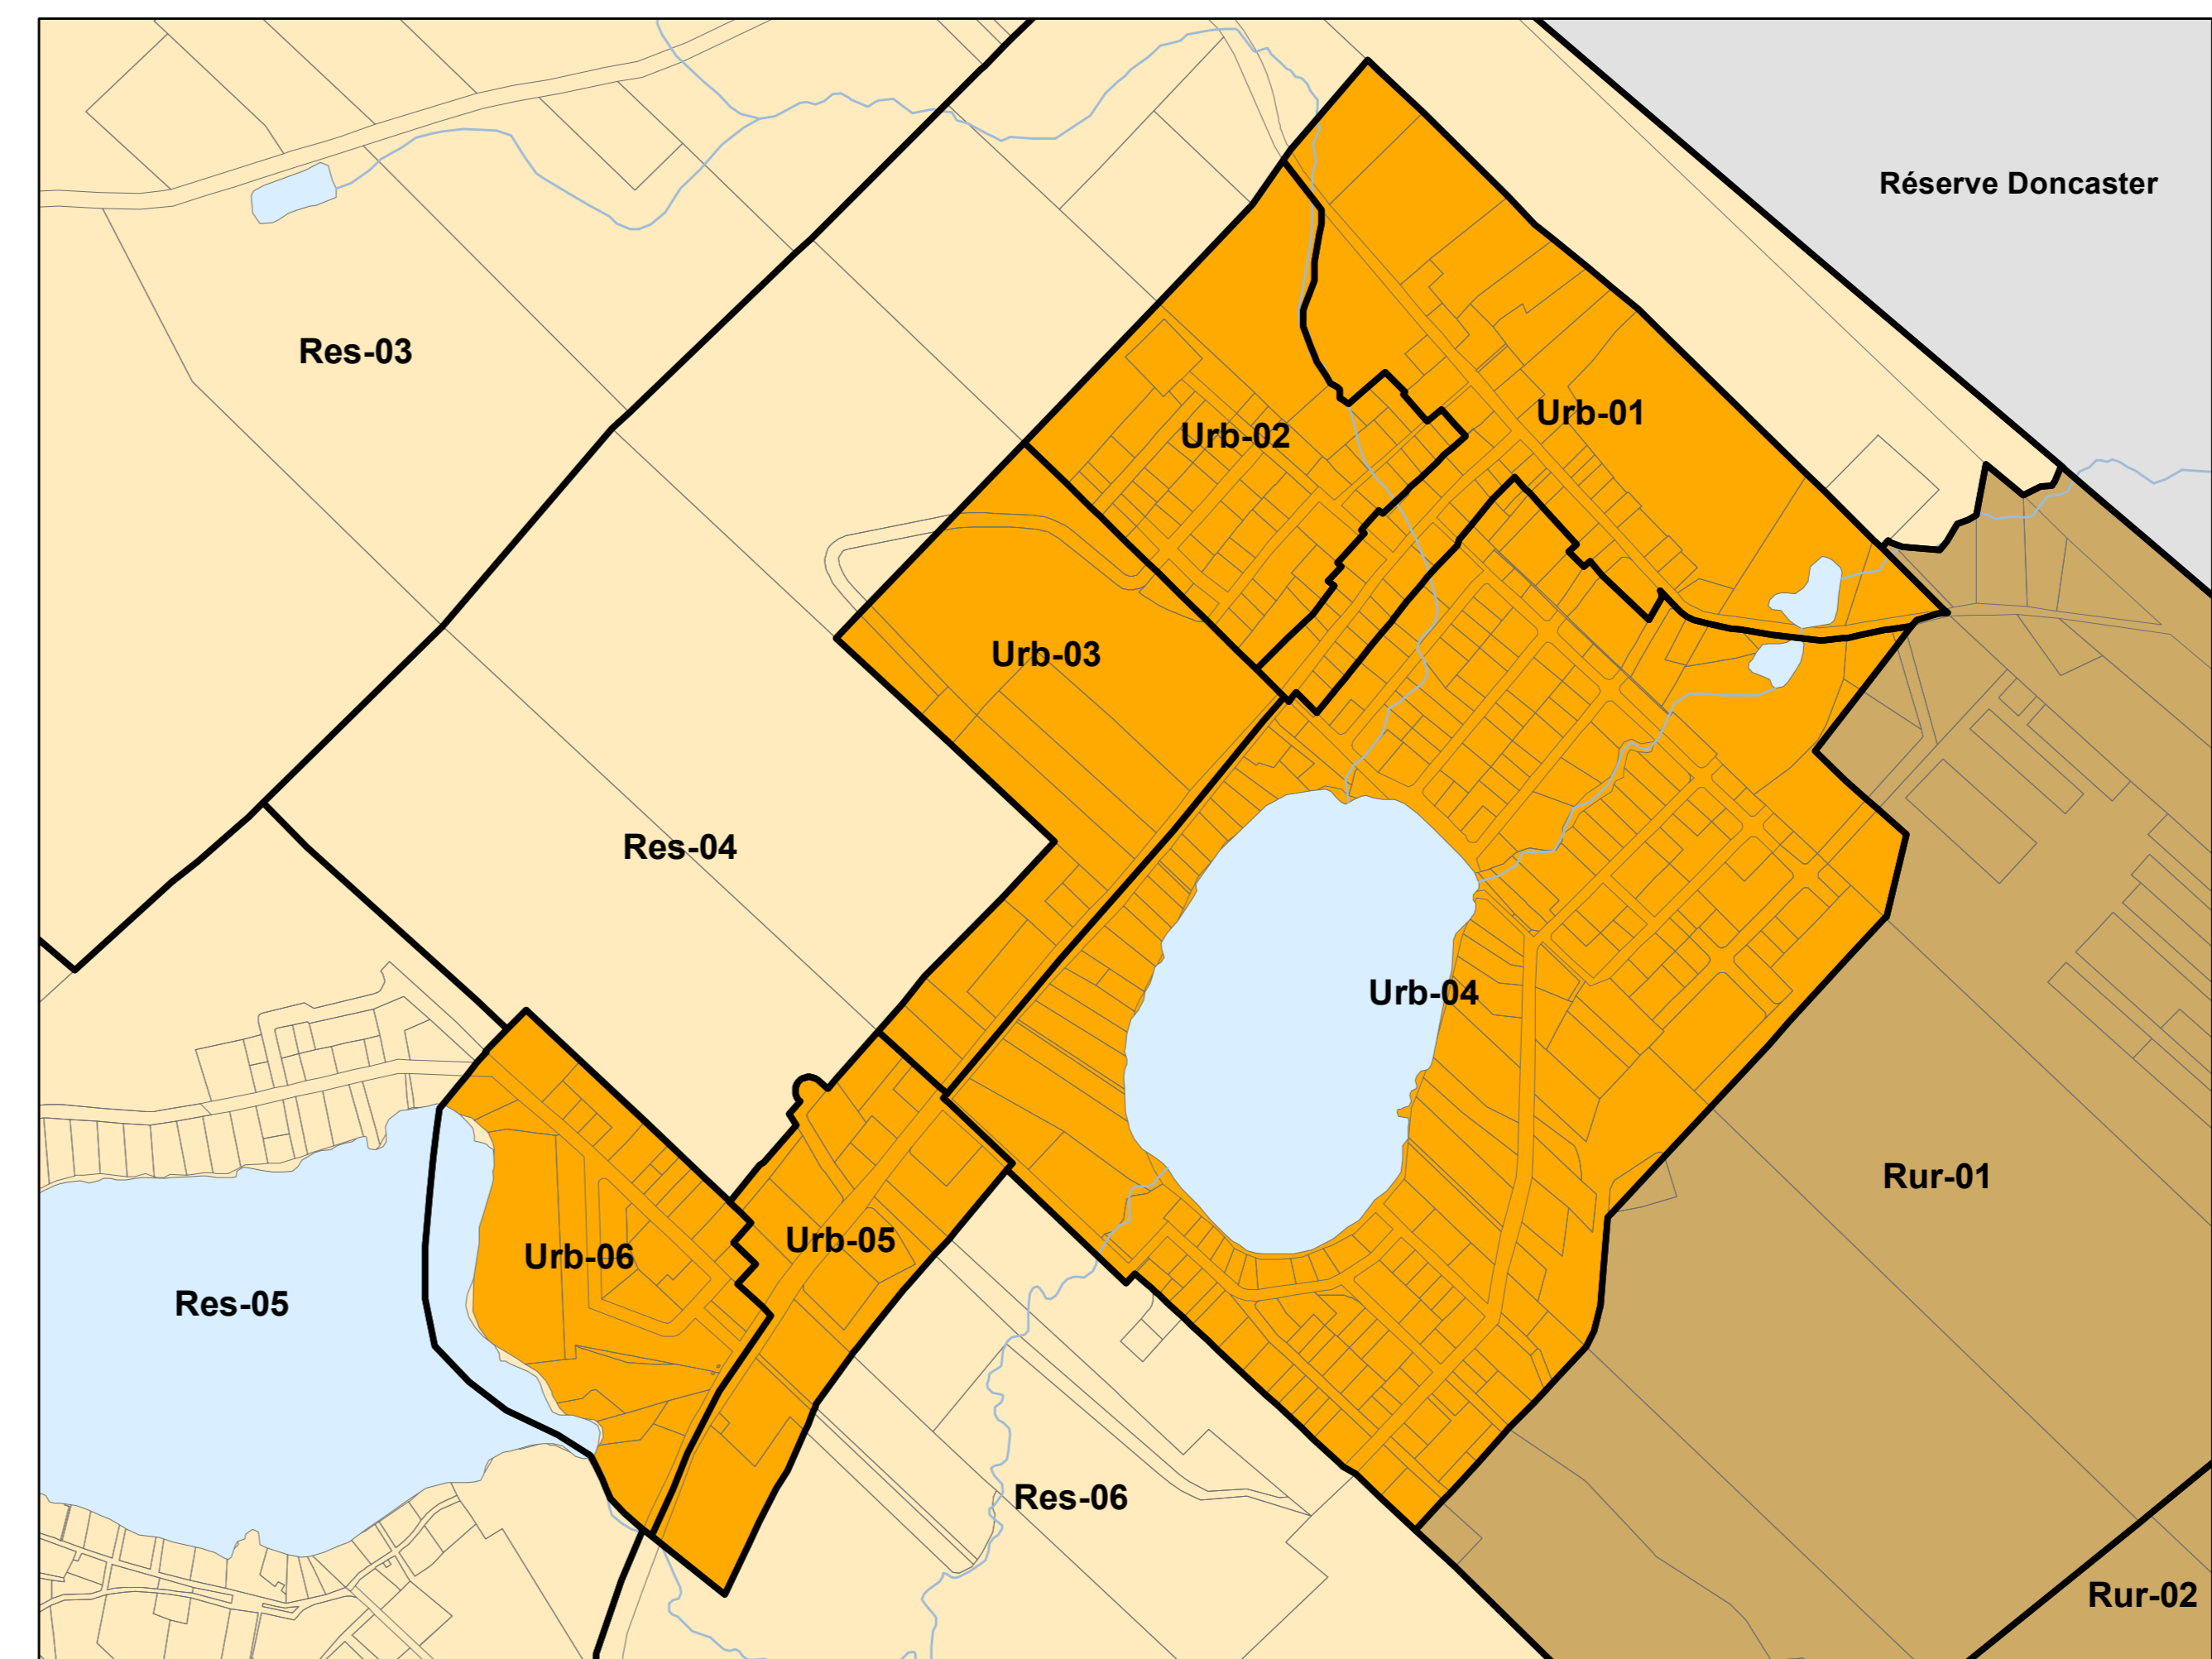 Réserve Doncaster
Res-03
Urb-01
Urb-02
Urb-03
Res-04
Urb-04
Rur-01
Urb-05
Urb-06
Res-05
Res-06
Rur-02